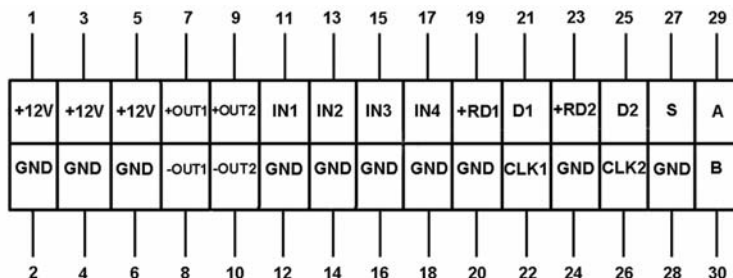 1 3 5 7 9 11 13 15 17 19 21 23 25 27 29
+12V +12V +12V +OUT1 +OUT2 IN1 IN2 IN3 IN4 +RD1 D1 +RD2 D2 S A
GND GND GND -OUT1 -OUT2 GND GND GND GND GND CLK1 GND CLK2 GND B
2 4 6 8 10 12 14 16 18 20 22 24 26 28 30